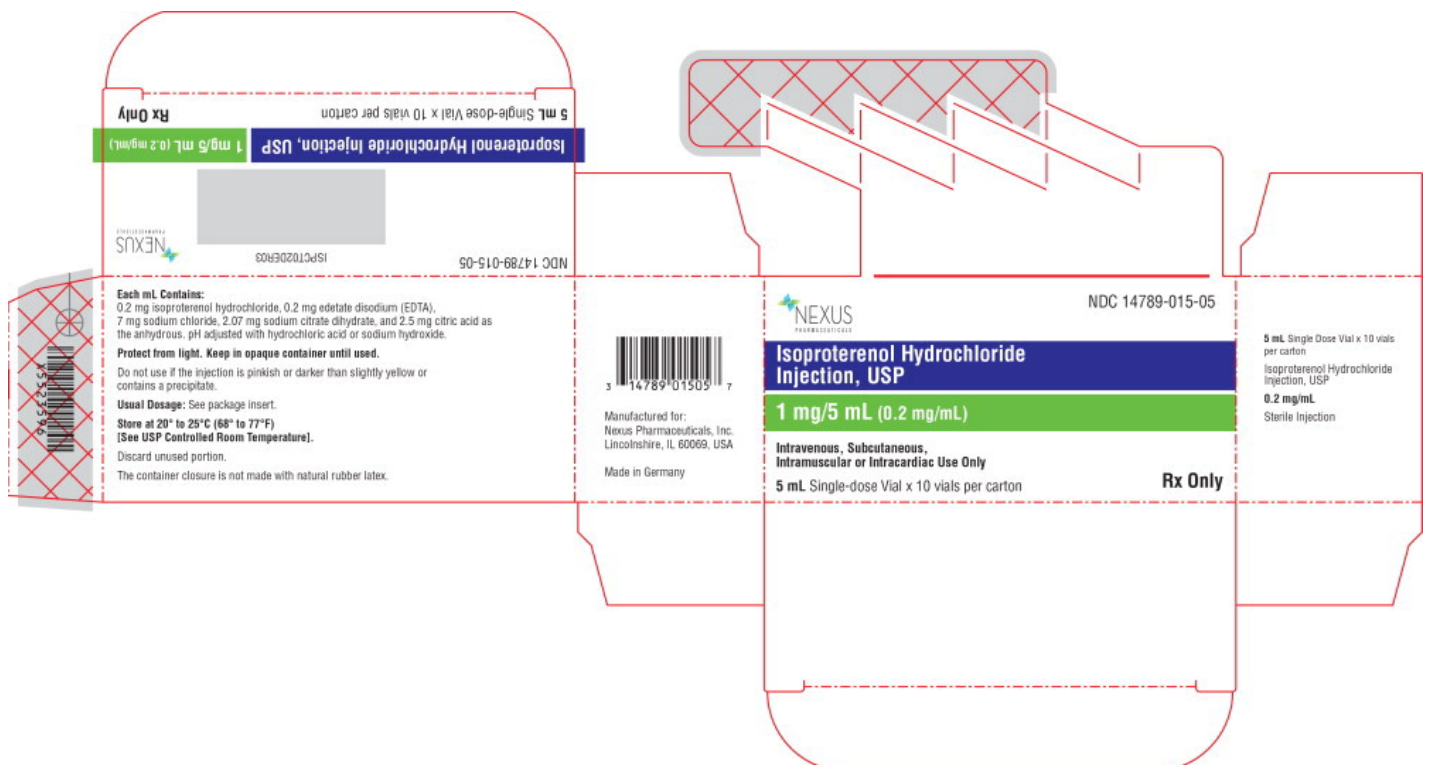 Rx Only
5 mL Single-dose Vial x 10 vials per carton
1 mg/5 mL (0.2 mg/mL)
Isoproterenol Hydrochloride Injection, USP
NEXUS
PHARMACEUTICALS
ISPCT020ER03
NDC 14789-015-05
X5523596
Each mL Contains:
0.2 mg isoproterenol hydrochloride, 0.2 mg edetate disodium (EDTA),
7 mg sodium chloride, 2.07 mg sodium citrate dihydrate, and 2.5 mg citric acid as
the anhydrous. pH adjusted with hydrochloric acid or sodium hydroxide.
Protect from light. Keep in opaque container until used.
Do not use if the injection is pinkish or darker than slightly yellow or
contains a precipitate.
Usual Dosage: See package insert.
Store at 20° to 25°C (68° to 77°F)
[See USP Controlled Room Temperature].
Discard unused portion.
The container closure is not made with natural rubber latex.
3 14789 01505 7
Manufactured for:
Nexus Pharmaceuticals, Inc.
Lincolnshire, IL 60069, USA
Made in Germany
NEXUS
PHARMACEUTICALS
NDC 14789-015-05
Isoproterenol Hydrochloride
Injection, USP
1 mg/5 mL (0.2 mg/mL)
Intravenous, Subcutaneous,
Intramuscular or Intracardiac Use Only
5 mL Single-dose Vial x 10 vials per carton
Rx Only
5 mL Single Dose Vial x 10 vials
per carton
Isoproterenol Hydrochloride
Injection, USP
0.2 mg/mL
Sterile Injection